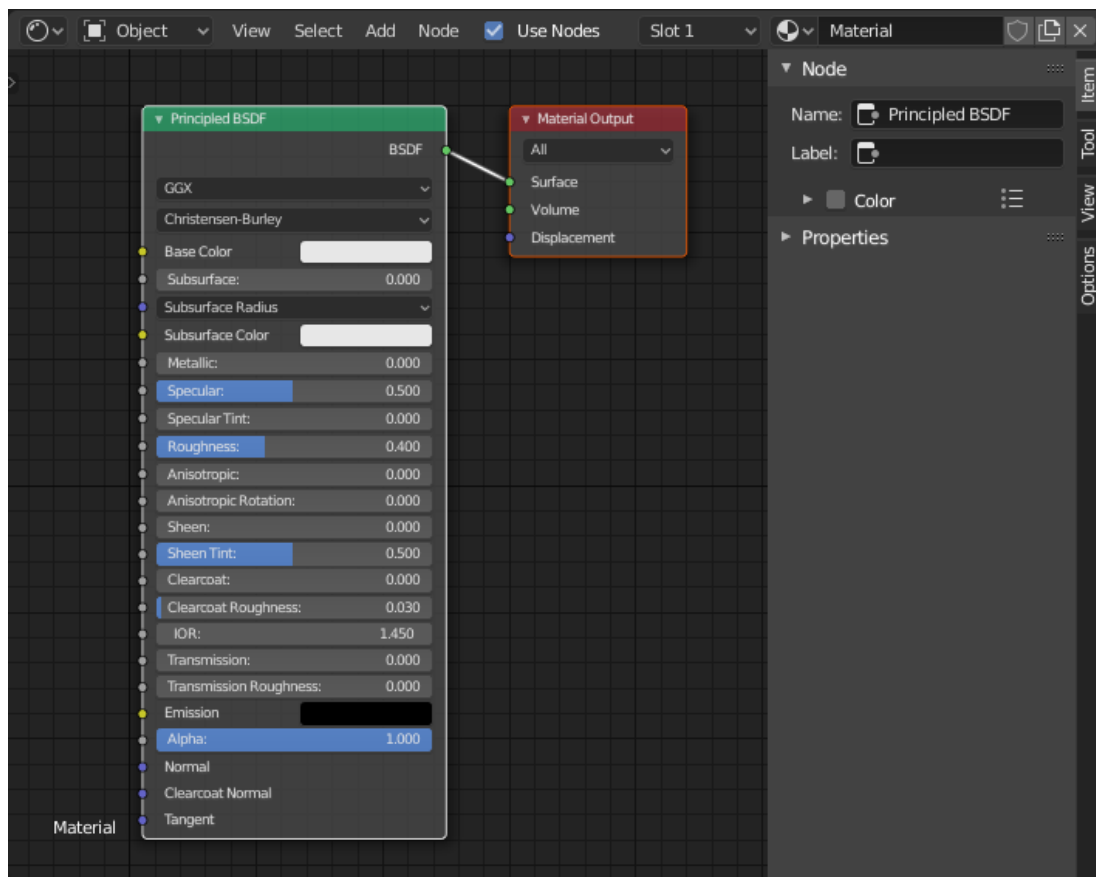 Object View Select Add Node Use Nodes Slot 1 Material
Node
Name: Principled BSDF
Label:
Color
Properties
Item
Tool
View
Options
Principled BSDF
BSDF
GGX
Christensen-Burley
Base Color
Subsurface: 0.000
Subsurface Radius
Subsurface Color
Metallic: 0.000
Specular: 0.500
Specular Tint: 0.000
Roughness: 0.400
Anisotropic: 0.000
Anisotropic Rotation: 0.000
Sheen: 0.000
Sheen Tint: 0.500
Clearcoat: 0.000
Clearcoat Roughness: 0.030
IOR: 1.450
Transmission: 0.000
Transmission Roughness: 0.000
Emission
Alpha: 1.000
Normal
Clearcoat Normal
Tangent
Material Output
All
Surface
Volume
Displacement
Material